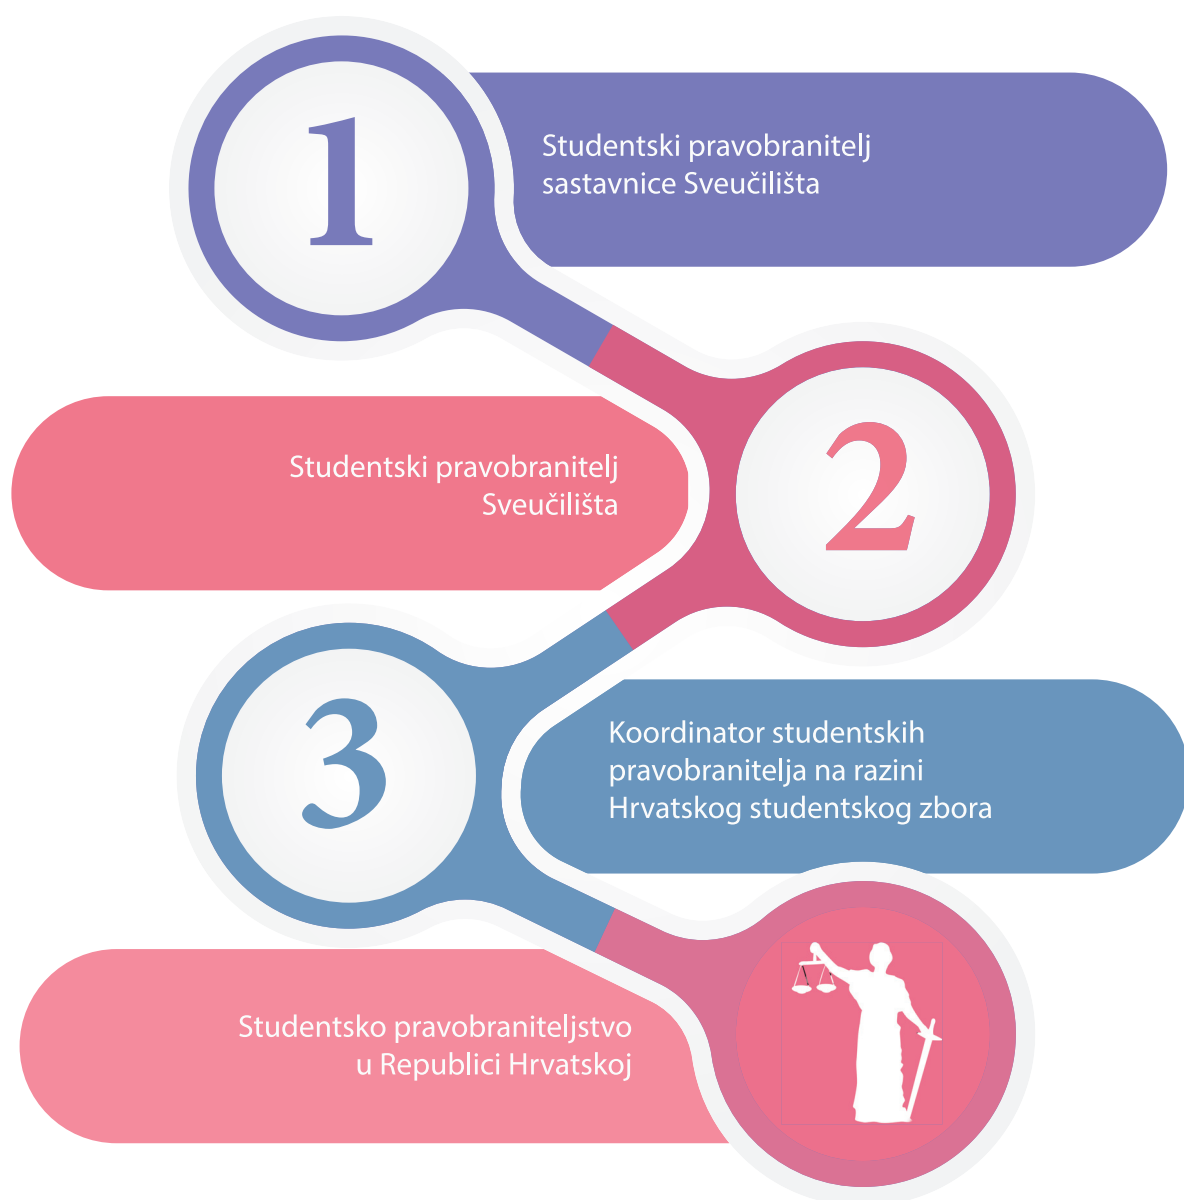 1
Studentski pravobranitelj
sastavnice Sveučilišta
Studentski pravobranitelj
Sveučilišta
2
3
Koordinator studentskih
pravobranitelja na razini
Hrvatskog studentskog zbora
Studentsko pravobraniteljstvo
u Republici Hrvatskoj